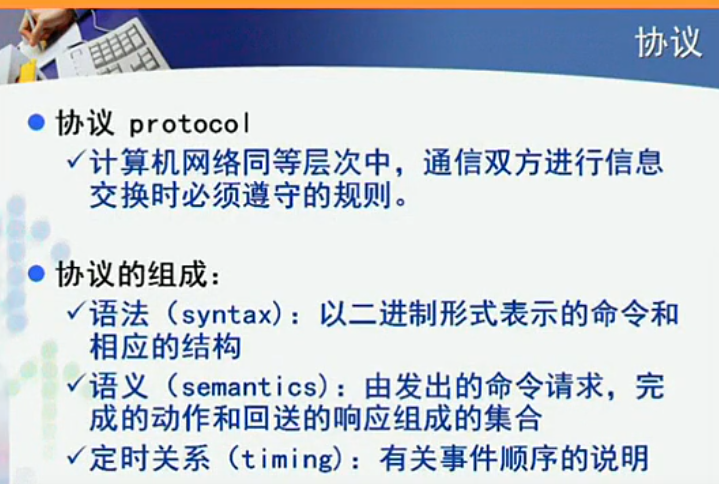 协议
协议 protocol
计算机网络同等层次中，通信双方进行信息
交换时必须遵守的规则。
协议的组成：
语法（syntax）：以二进制形式表示的命令和
相应的结构
语义（semantics）：由发出的命令请求，完
成的动作和回送的响应组成的集合
定时关系（timing）：有关事件顺序的说明